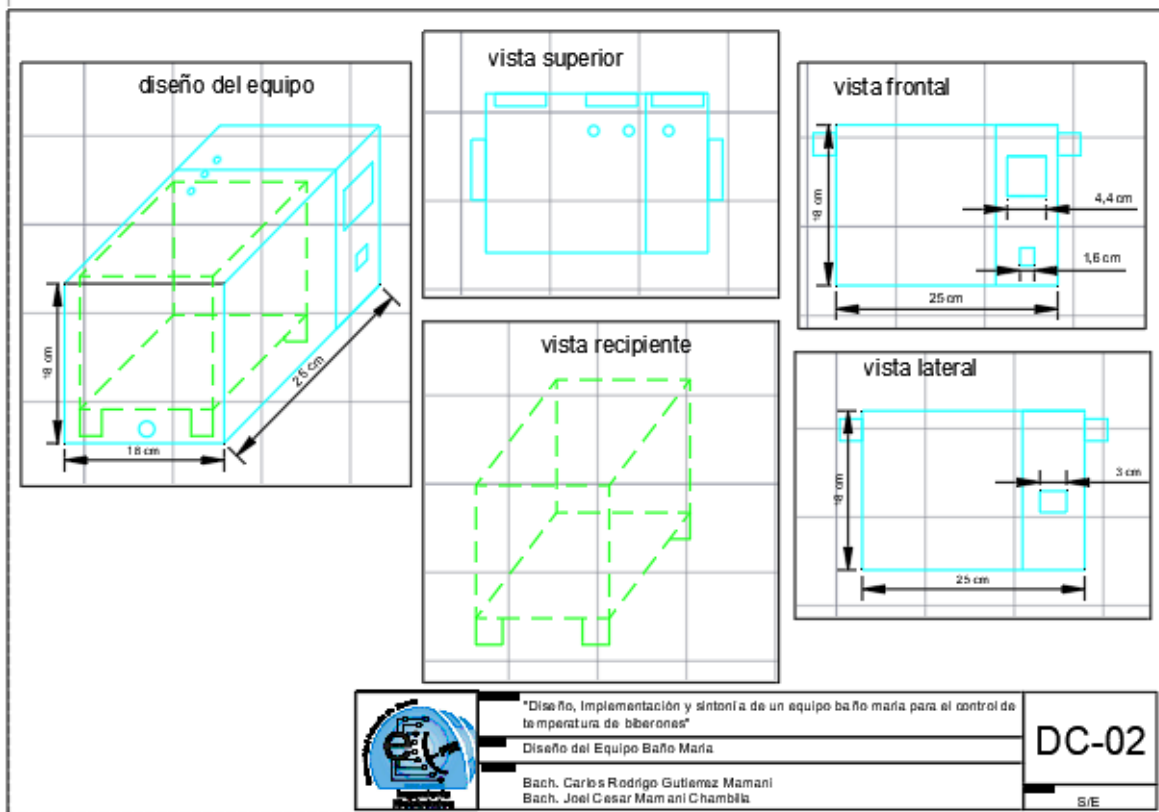 diseño del equipo
18 cm
18 cm
25 cm
vista superior
vista recipiente
vista frontal
18 cm
4,4 cm
1,6 cm
25 cm
vista lateral
18 cm
3 cm
25 cm
"Diseño, Implementación y sintonía de un equipo baño maría para el control de
temperatura de biberones"
Diseño del Equipo Baño María
Bach. Carlos Rodrigo Gutierrez Mamani
Bach. Joel Cesar Mamani Chambilla
DC-02
S/E